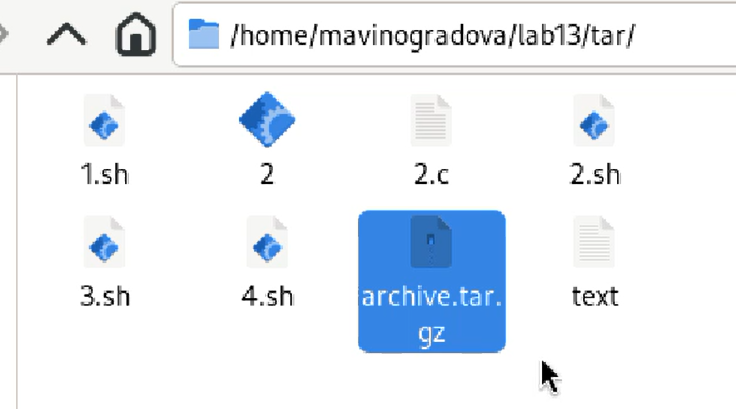 /home/mavinogradova/lab13/tar/
1.sh
2
2.c
2.sh
3.sh
4.sh
archive.tar.
gz
text